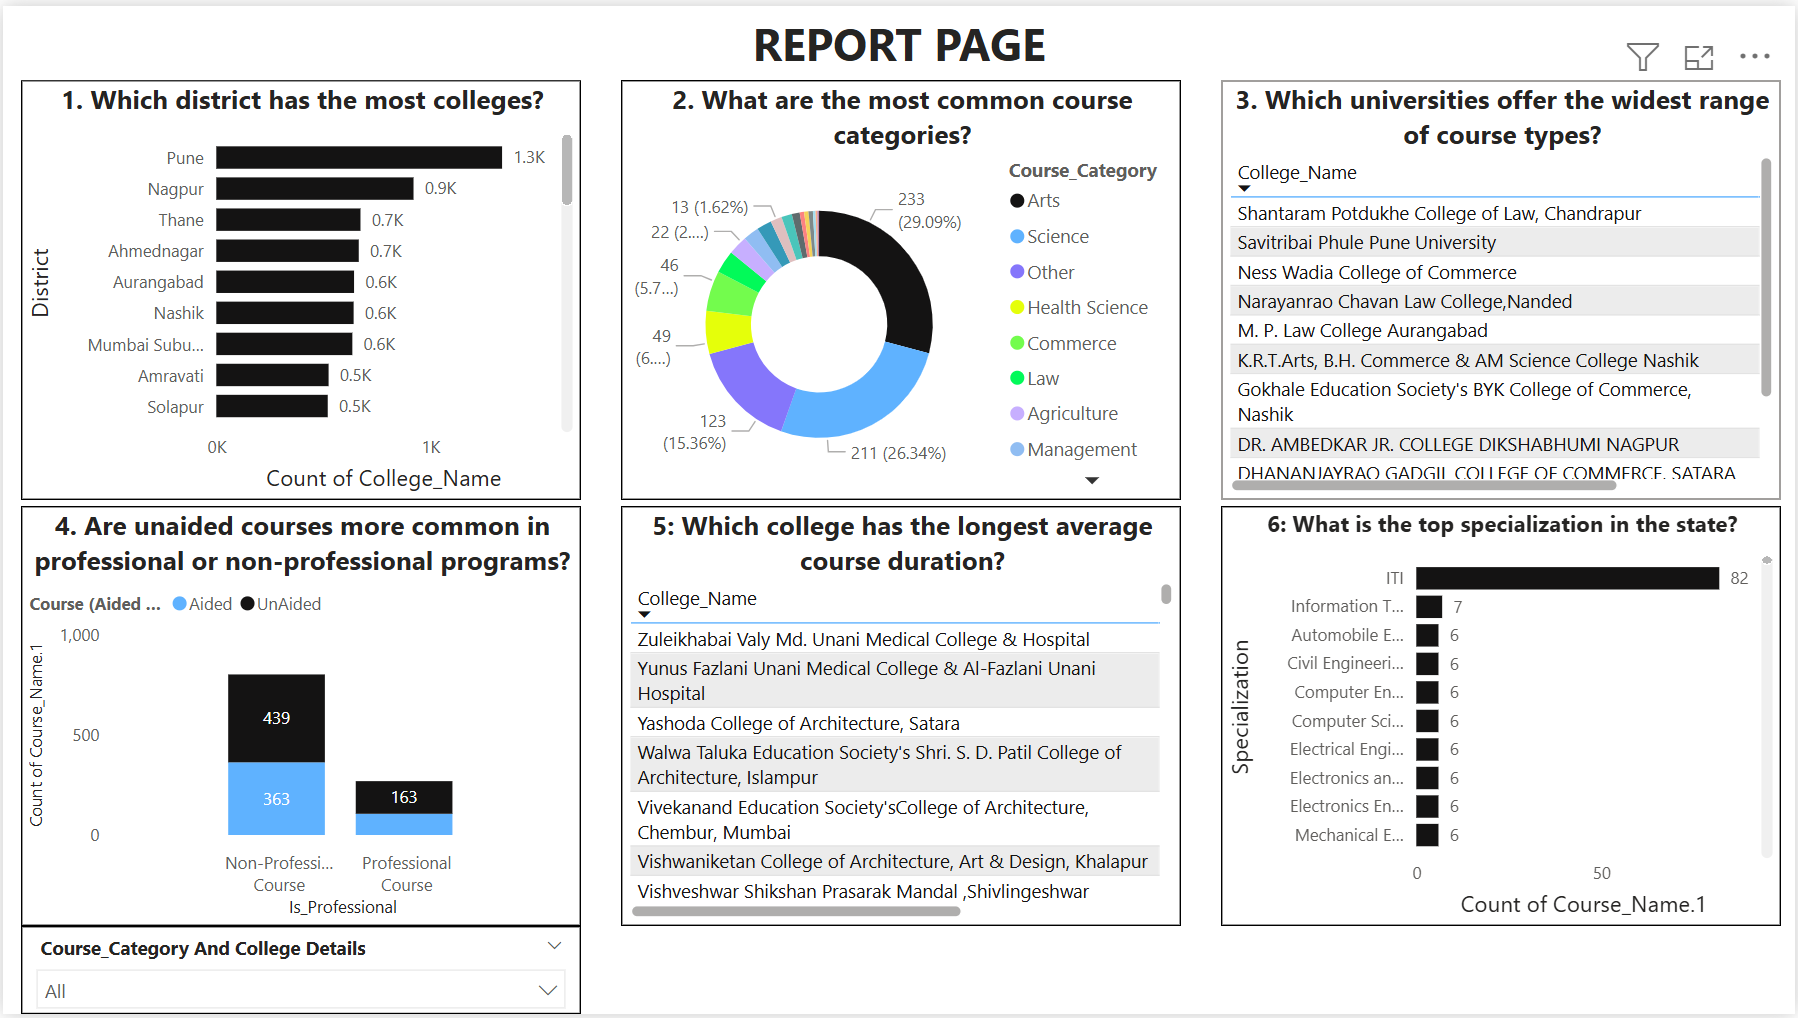 REPORT PAGE
1. Which district has the most colleges?
District
Pune 1.3K
Nagpur 0.9K
Thane 0.7K
Ahmednagar 0.7K
Aurangabad 0.6K
Nashik 0.6K
Mumbai Subu... 0.6K
Amravati 0.5K
Solapur 0.5K
0K 1K
Count of College_Name
2. What are the most common course
categories?
233
(29.09%)
211 (26.34%)
123
(15.36%)
49
(6....)
46
(5.7...)
22 (2....)
13 (1.62%)
Course_Category
Arts
Science
Other
Health Science
Commerce
Law
Agriculture
Management
3. Which universities offer the widest range
of course types?
College_Name
Shantaram Potdukhe College of Law, Chandrapur
Savitribai Phule Pune University
Ness Wadia College of Commerce
Narayanrao Chavan Law College,Nanded
M. P. Law College Aurangabad
K.R.T.Arts, B.H. Commerce & AM Science College Nashik
Gokhale Education Society's BYK College of Commerce,
Nashik
DR. AMBEDKAR JR. COLLEGE DIKSHABHUMI NAGPUR
DHANANJAYRAO GADGIL COLLEGE OF COMMERCE, SATARA
4. Are unaided courses more common in
professional or non-professional programs?
Course (Aided ... Aided UnAided
Count of Course_Name.1
1,000
500
0
439
363
163
Non-Professi...
Course
Professional
Course
Is_Professional
5: Which college has the longest average
course duration?
College_Name
Zuleikhabai Valy Md. Unani Medical College & Hospital
Yunus Fazlani Unani Medical College & Al-Fazlani Unani
Hospital
Yashoda College of Architecture, Satara
Walwa Taluka Education Society's Shri. S. D. Patil College of
Architecture, Islampur
Vivekanand Education Society'sCollege of Architecture,
Chembur, Mumbai
Vishwaniketan College of Architecture, Art & Design, Khalapur
Vishveshwar Shikshan Prasarak Mandal ,Shivlingeshwar
6: What is the top specialization in the state?
Specialization
ITI 82
Information T... 7
Automobile E... 6
Civil Engineeri... 6
Computer En... 6
Computer Sci... 6
Electrical Engi... 6
Electronics an... 6
Electronics En... 6
Mechanical E... 6
0 50
Count of Course_Name.1
Course_Category And College Details
All